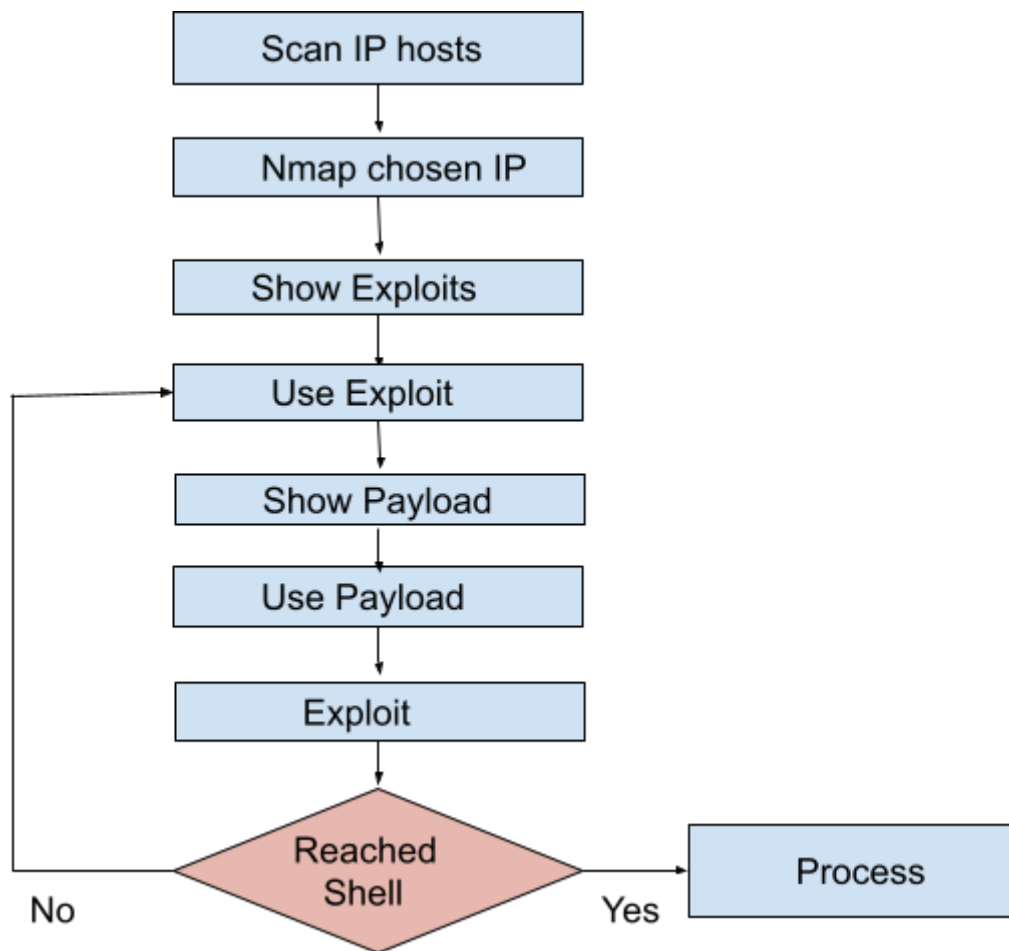 Scan IP hosts
Nmap chosen IP
Show Exploits
Use Exploit
Show Payload
Use Payload
Exploit
Reached
Shell
No
Yes
Process